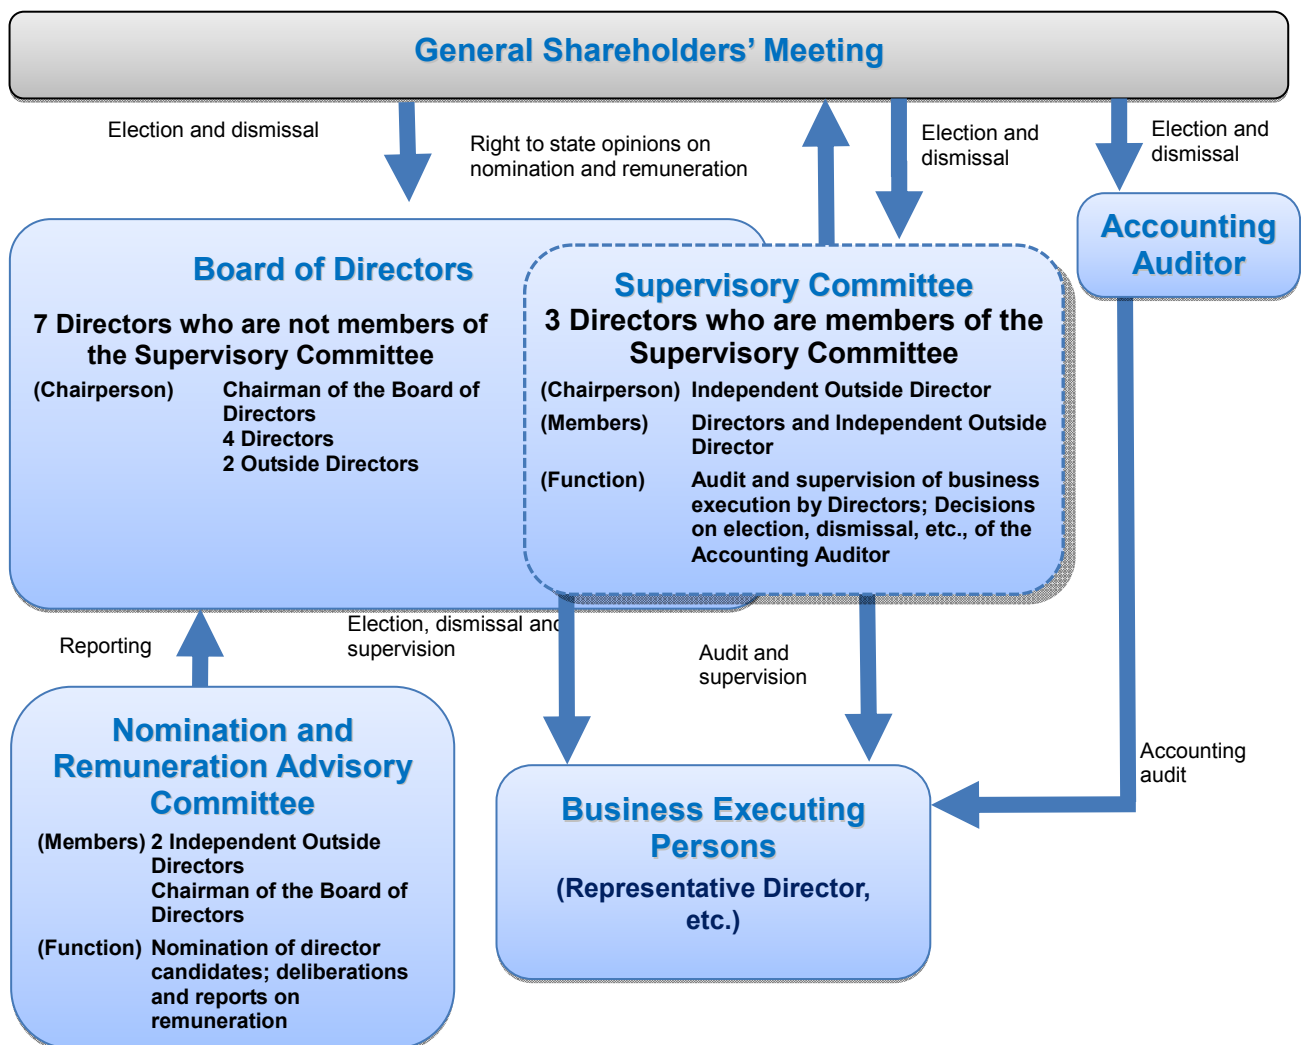 General Shareholders' Meeting
Election and dismissal
Right to state opinions on
nomination and remuneration
Election and
dismissal
Election and
dismissal
Board of Directors
7 Directors who are not members of
the Supervisory Committee
(Chairperson) Chairman of the Board of
Directors
4 Directors
2 Outside Directors
Supervisory Committee
3 Directors who are members of the
Supervisory Committee
(Chairperson) Independent Outside Director
(Members) Directors and Independent Outside
Director
(Function) Audit and supervision of business
execution by Directors; Decisions
on election, dismissal, etc., of the
Accounting Auditor
Accounting
Auditor
Reporting
Election, dismissal and
supervision
Audit and
supervision
Accounting
audit
Nomination and
Remuneration Advisory
Committee
(Members) 2 Independent Outside
Directors
Chairman of the Board of
Directors
(Function) Nomination of director
candidates; deliberations
and reports on
remuneration
Business Executing
Persons
(Representative Director,
etc.)